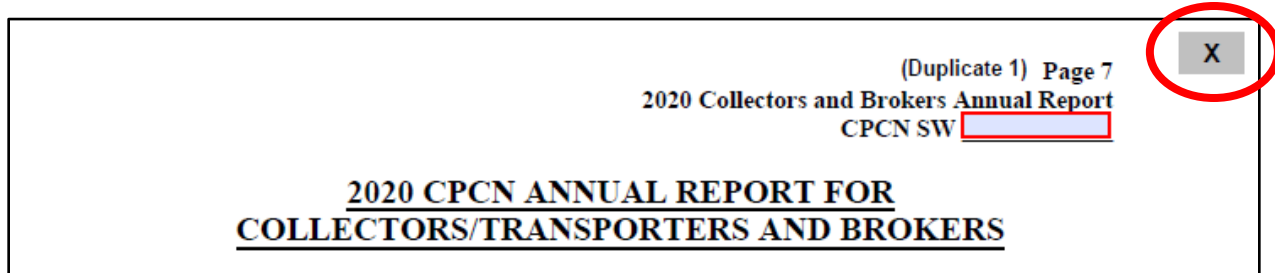 X
(Duplicate 1) Page 7
2020 Collectors and Brokers Annual Report
CPCN SW
2020 CPCN ANNUAL REPORT FOR
COLLECTORS/TRANSPORTERS AND BROKERS